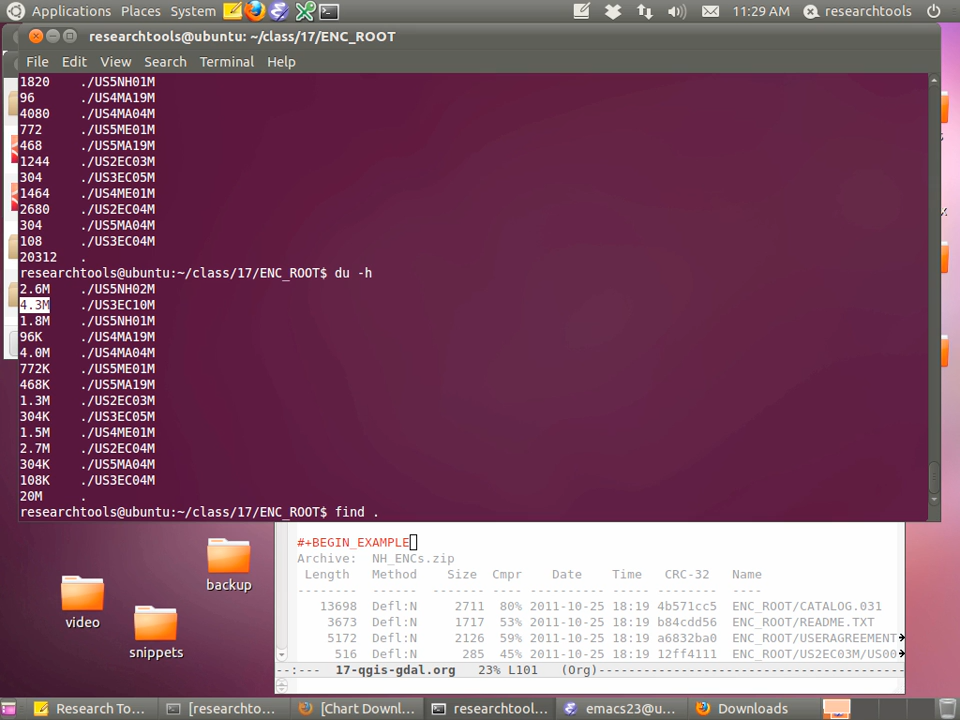 Applications Places System 11:29 AM researchtools
researchtools@ubuntu: ~/class/17/ENC_ROOT
File Edit View Search Terminal Help
1820 ./US5NH01M
96 ./US4MA19M
4080 ./US4MA04M
772 ./US5ME01M
468 ./US5MA19M
1244 ./US2EC03M
304 ./US3EC05M
1464 ./US4ME01M
2680 ./US2EC04M
304 ./US5MA04M
108 ./US3EC04M
20312 .
researchtools@ubuntu:~/class/17/ENC_ROOT$ du -h
2.6M ./US5NH02M
4.3M ./US3EC10M
1.8M ./US5NH01M
96K ./US4MA19M
4.0M ./US4MA04M
772K ./US5ME01M
468K ./US5MA19M
1.3M ./US2EC03M
304K ./US3EC05M
1.5M ./US4ME01M
2.7M ./US2EC04M
304K ./US5MA04M
108K ./US3EC04M
20M .
researchtools@ubuntu:~/class/17/ENC_ROOT$ find .
backup
video
snippets
#+BEGIN_EXAMPLE
Archive: NH_ENCs.zip
Length Method Size Cmpr Date Time CRC-32 Name
-------- ------ ------- ---- ---------- ----- -------- ----
13698 Defl:N 2711 80% 2011-10-25 18:19 4b571cc5 ENC_ROOT/CATALOG.031
3673 Defl:N 1717 53% 2011-10-25 18:19 b84cdd56 ENC_ROOT/README.TXT
5172 Defl:N 2126 59% 2011-10-25 18:19 a6832ba0 ENC_ROOT/USERAGREEMENT
516 Defl:N 285 45% 2011-10-25 18:19 12ff4111 ENC_ROOT/US2EC03M/US00
--:--- 17-qgis-gdal.org 23% L101 (Org)
Research To... [researchto... [Chart Downl... researchtool... emacs23@u... Downloads